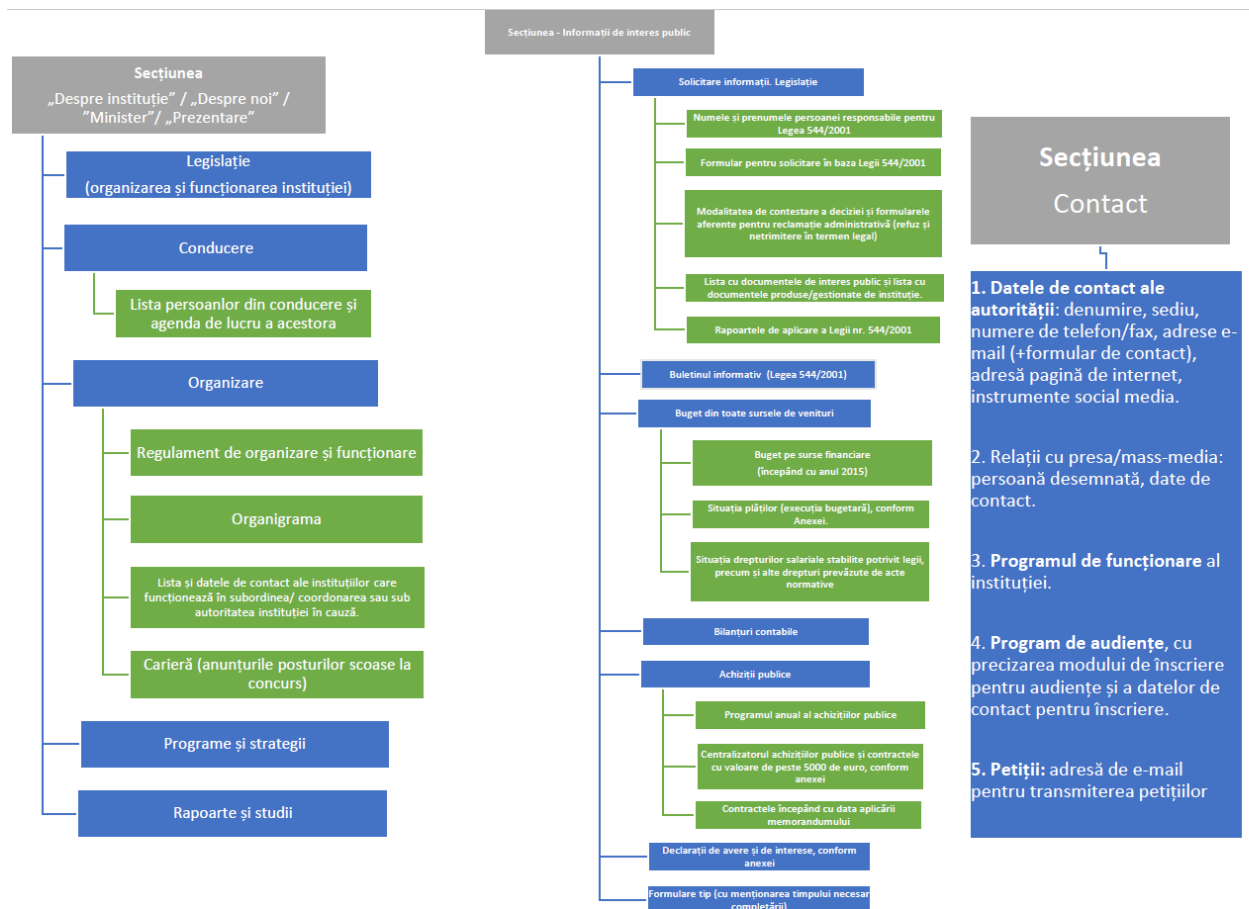 Secțiunea
„Despre instituție” / „Despre noi” /
”Minister”/ „Prezentare”
Legislație
(organizarea și funcționarea instituției)
Conducere
Lista persoanlor din conducere și
agenda de lucru a acestora
Organizare
Regulament de organizare și funcționare
Organigrama
Lista și datele de contact ale instituțiilor care
funcționează în subordinea/ coordonarea sau sub
autoritatea instituției în cauză.
Carieră (anunțurile posturilor scoase la
concurs)
Programe și strategii
Rapoarte și studii
Secțiunea - Informații de interes public
Solicitare informații. Legislație
Numele și prenumele persoanei responsabile pentru
Legea 544/2001
Formular pentru solicitare în baza Legii 544/2001
Modalitatea de contestare a deciziei și formularele
aferente pentru reclamație administrativă (refuz și
netrimitere în termen legal)
Lista cu documentele de interes public și lista cu
documentele produse/gestionate de instituție.
Rapoartele de aplicare a Legii nr. 544/2001
Buletinul informativ (Legea 544/2001)
Buget din toate sursele de venituri
Buget pe surse financiare
(începând cu anul 2015)
Situația plăților (execuția bugetară), conform
Anexei.
Situația drepturilor salariale stabilite potrivit legii,
precum și alte drepturi prevăzute de acte
normative
Bilanțuri contabile
Achiziții publice
Programul anual al achizițiilor publice
Centralizatorul achizițiilor publice și contractele
cu valoare de peste 5000 de euro, conform
anexei
Contractele începând cu data aplicării
memorandumului
Declarații de avere și de interese, conform
anexei
Formulare tip (cu menționarea timpului necesar
completării)
Secțiunea
Contact
1. Datele de contact ale
autorității: denumire, sediu,
numere de telefon/fax, adrese e-
mail (+formular de contact),
adresă pagină de internet,
instrumente social media.
2. Relații cu presa/mass-media:
persoană desemnată, date de
contact.
3. Programul de funcționare al
instituției.
4. Program de audiențe, cu
precizarea modului de înscriere
pentru audiențe și a datelor de
contact pentru înscriere.
5. Petiții: adresă de e-mail
pentru transmiterea petițiilor